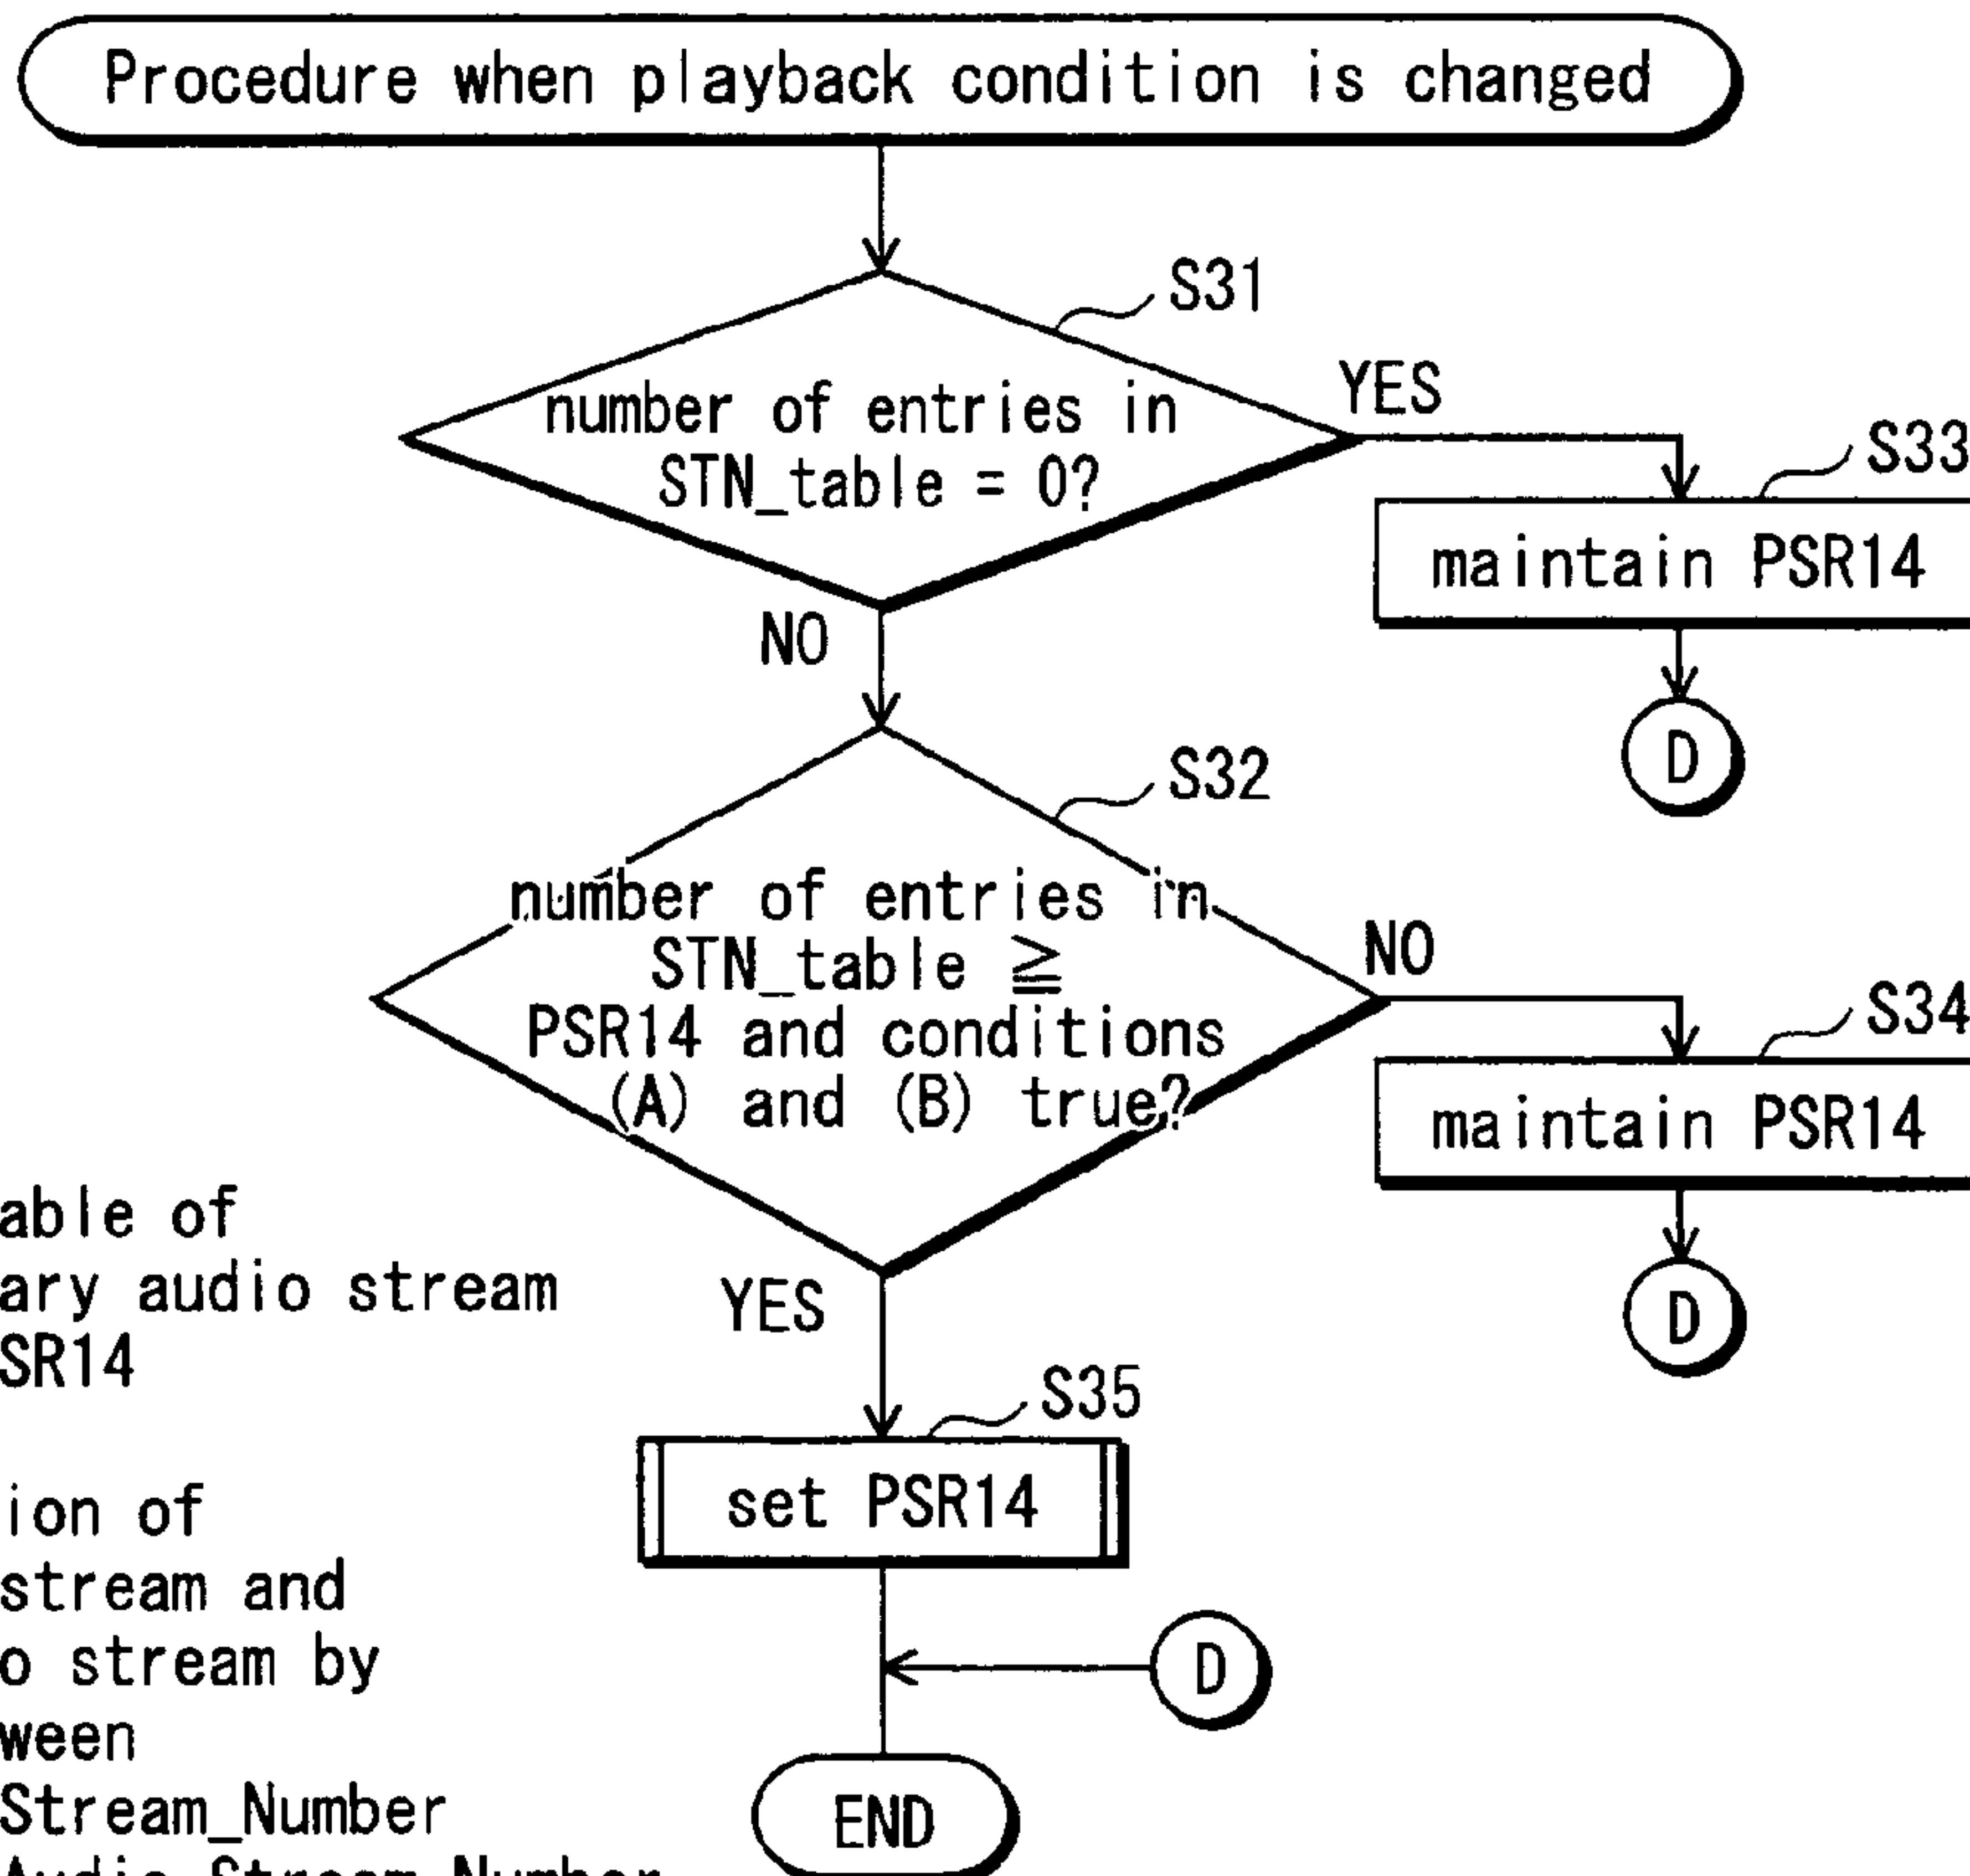 Procedure when playback condition is changed
S31
number of entries in
STN_table = 0?
YES
S33
maintain PSR14
D
NO
S32
number of entries in
STN_table ≧
PSR14 and conditions
(A) and (B) true?
NO
S34
maintain PSR14
D
YES
S35
set PSR14
D
END
able of
ary audio stream
SR14
ion of
stream and
o stream by
ween
Stream_Number
Audio_Stream_Number